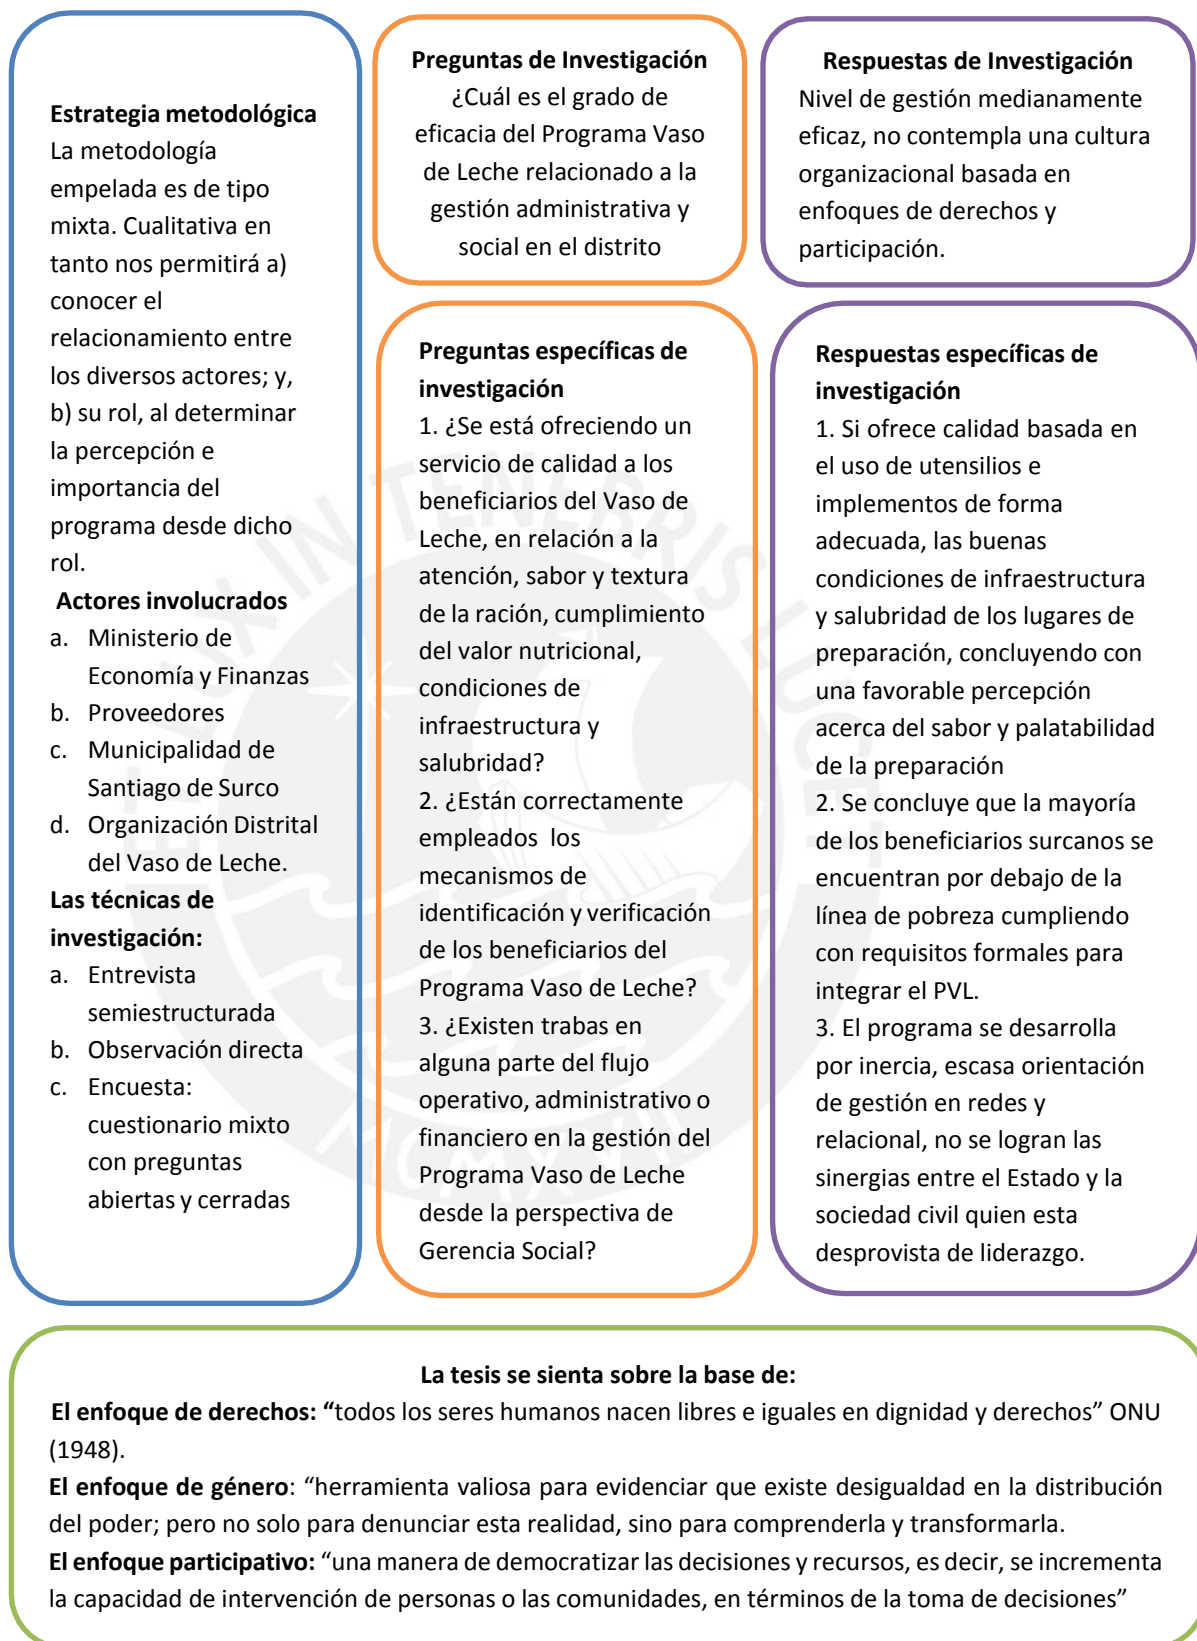 Estrategia metodológica
La metodología
empelada es de tipo
mixta. Cualitativa en
tanto nos permitirá a)
conocer el
relacionamiento entre
los diversos actores; y,
b) su rol, al determinar
la percepción e
importancia del
programa desde dicho
rol.
Actores involucrados
a. Ministerio de
Economía y Finanzas
b. Proveedores
c. Municipalidad de
Santiago de Surco
d. Organización Distrital
del Vaso de Leche.
Las técnicas de
investigación:
a. Entrevista
semiestructurada
b. Observación directa
c. Encuesta:
cuestionario mixto
con preguntas
abiertas y cerradas
Preguntas de Investigación
¿Cuál es el grado de
eficacia del Programa Vaso
de Leche relacionado a la
gestión administrativa y
social en el distrito
Respuestas de Investigación
Nivel de gestión medianamente
eficaz, no contempla una cultura
organizacional basada en
enfoques de derechos y
participación.
Preguntas específicas de
investigación
1. ¿Se está ofreciendo un
servicio de calidad a los
beneficiarios del Vaso de
Leche, en relación a la
atención, sabor y textura
de la ración, cumplimiento
del valor nutricional,
condiciones de
infraestructura y
salubridad?
2. ¿Están correctamente
empleados los
mecanismos de
identificación y verificación
de los beneficiarios del
Programa Vaso de Leche?
3. ¿Existen trabas en
alguna parte del flujo
operativo, administrativo o
financiero en la gestión del
Programa Vaso de Leche
desde la perspectiva de
Gerencia Social?
Respuestas específicas de
investigación
1. Si ofrece calidad basada en
el uso de utensilios e
implementos de forma
adecuada, las buenas
condiciones de infraestructura
y salubridad de los lugares de
preparación, concluyendo con
una favorable percepción
acerca del sabor y palatabilidad
de la preparación
2. Se concluye que la mayoría
de los beneficiarios surcanos se
encuentran por debajo de la
línea de pobreza cumpliendo
con requisitos formales para
integrar el PVL.
3. El programa se desarrolla
por inercia, escasa orientación
de gestión en redes y
relacional, no se logran las
sinergias entre el Estado y la
sociedad civil quien esta
desprovista de liderazgo.
La tesis se sienta sobre la base de:
El enfoque de derechos: “todos los seres humanos nacen libres e iguales en dignidad y derechos” ONU
(1948).
El enfoque de género: “herramienta valiosa para evidenciar que existe desigualdad en la distribución
del poder; pero no solo para denunciar esta realidad, sino para comprenderla y transformarla.
El enfoque participativo: “una manera de democratizar las decisiones y recursos, es decir, se incrementa
la capacidad de intervención de personas o las comunidades, en términos de la toma de decisiones”
ET LUX IN TENEBRIS LUCET
MCMXVII